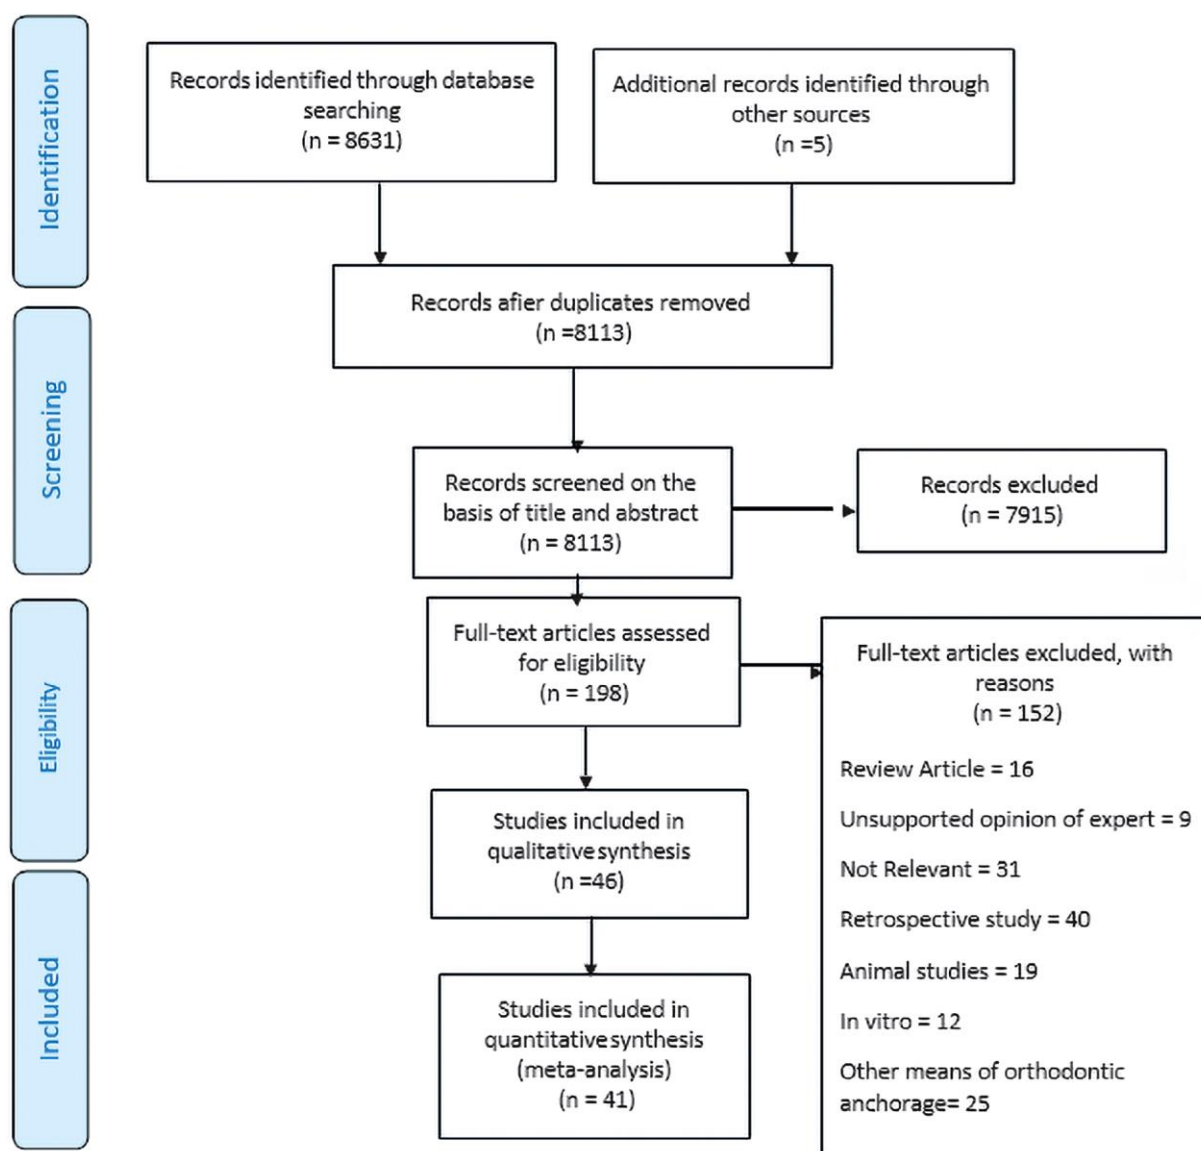 Identification
Records identified through database
searching
(n = 8631)
Additional records identified through
other sources
(n =5)
Records afier duplicates removed
(n =8113)
Screening
Records screened on the
basis of title and abstract
(n = 8113)
Records excluded
(n = 7915)
Eligibility
Full-text articles assessed
for eligibility
(n = 198)
Full-text articles excluded, with
reasons
(n = 152)
Review Article = 16
Unsupported opinion of expert = 9
Not Relevant = 31
Retrospective study = 40
Animal studies = 19
In vitro = 12
Other means of orthodontic
anchorage= 25
Studies included in
qualitative synthesis
(n =46)
Included
Studies included in
quantitative synthesis
(meta-analysis)
(n = 41)